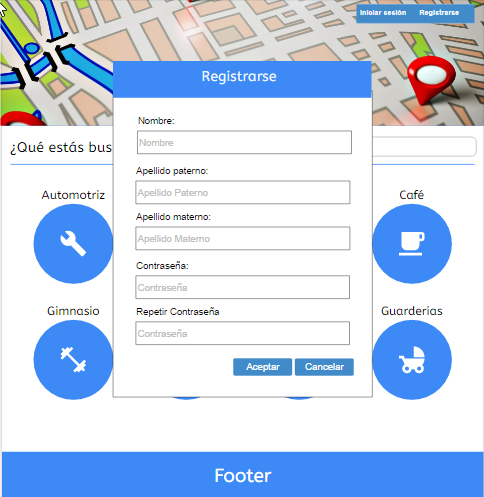 Iniciar sesión Registrarse
Registrarse
¿Qué estás bus
Nombre:
Nombre
Apellido paterno:
Apellido Paterno
Apellido materno:
Apellido Materno
Contraseña:
Contraseña
Repetir Contraseña
Contraseña
Aceptar Cancelar
Automotriz
Café
Gimnasio
Guarderias
Footer